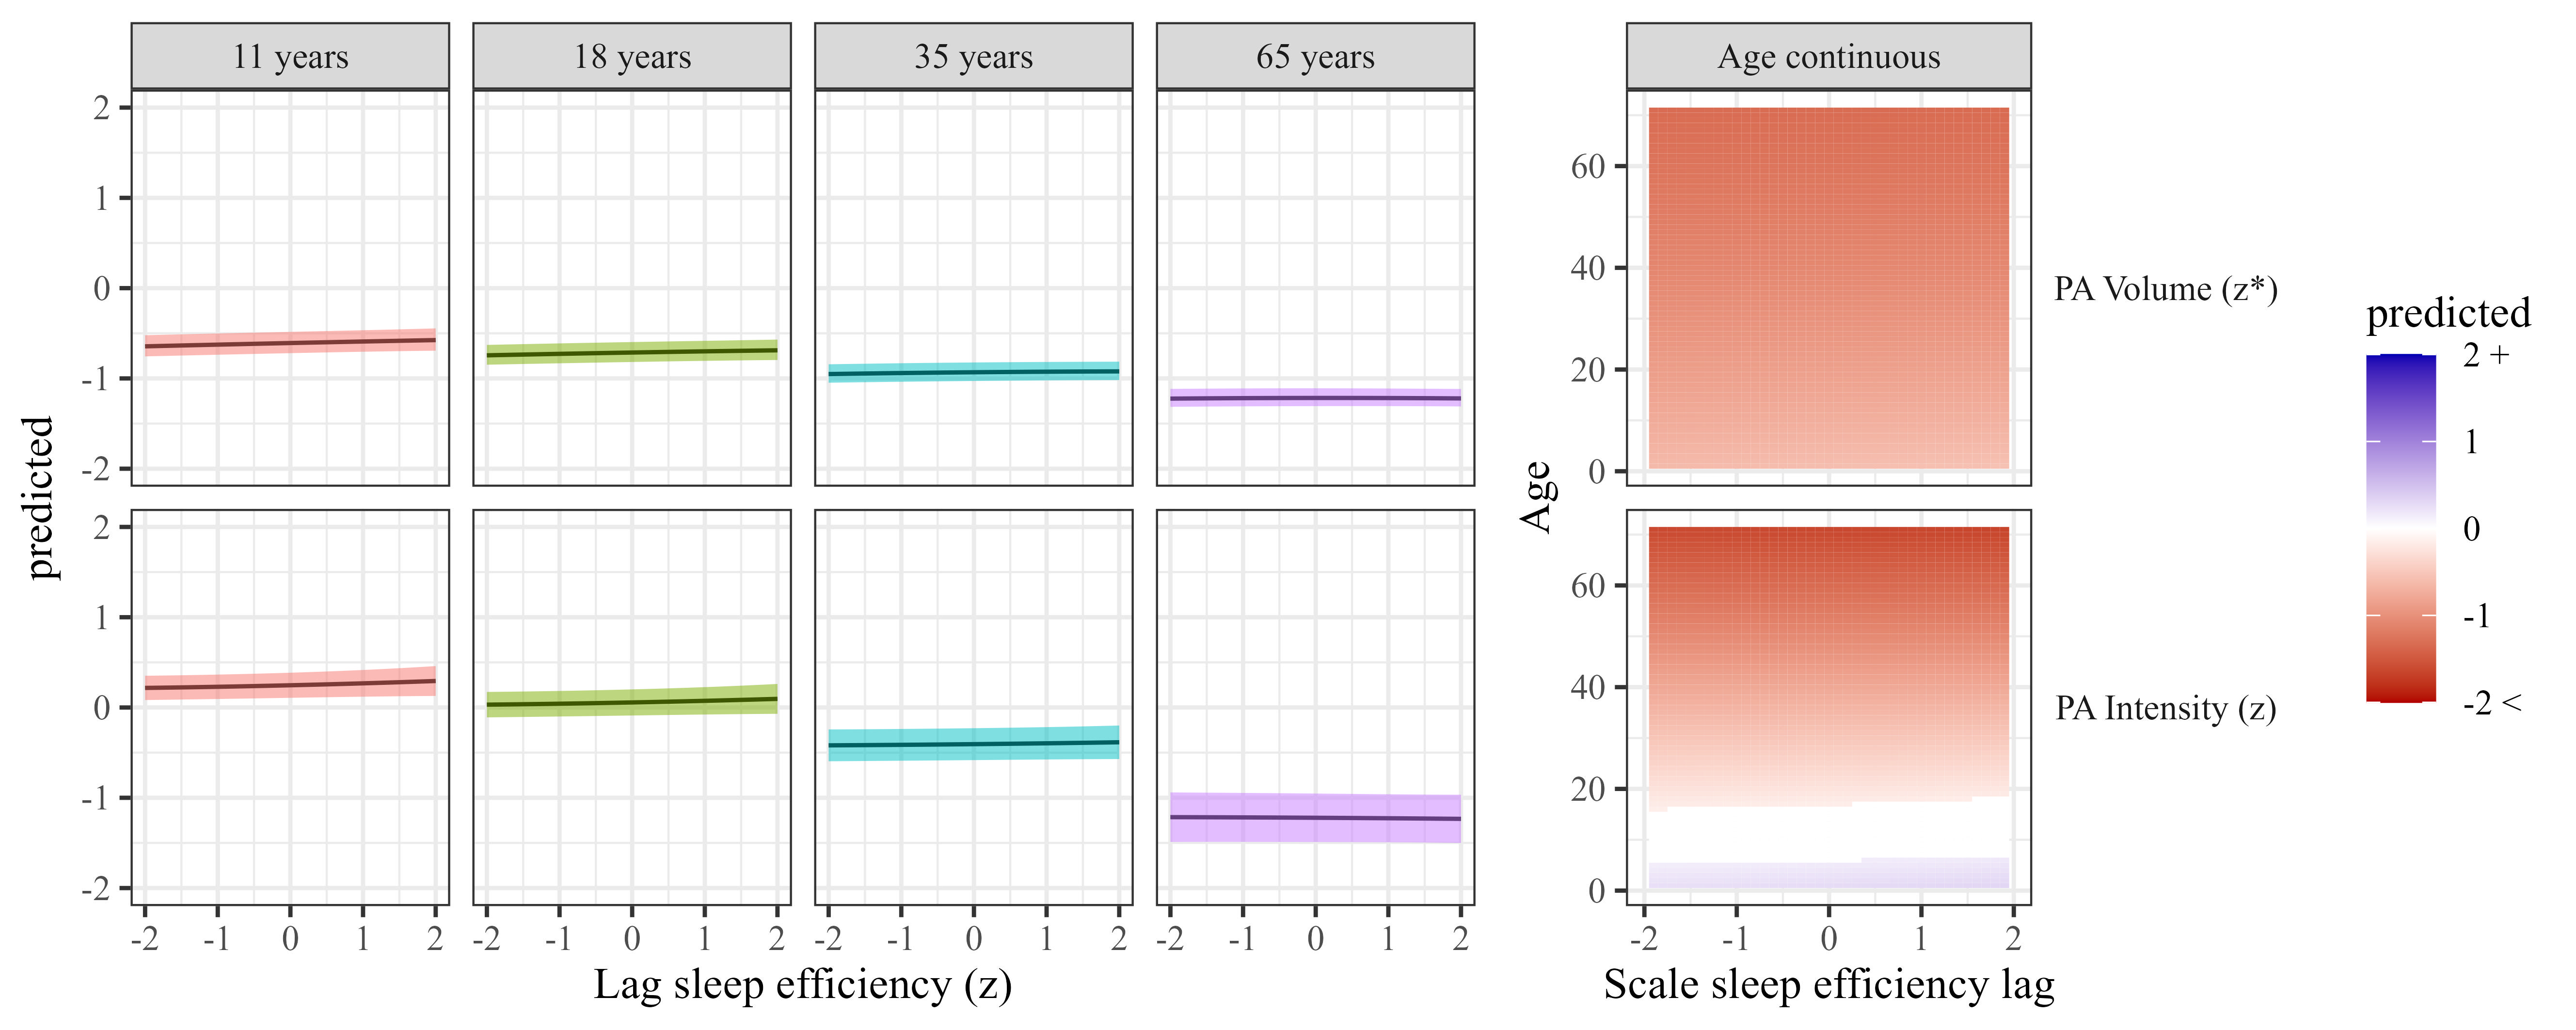 11 years
18 years
35 years
65 years
Age continuous
2
1
0
-1
-2
60
40
20
0
PA Volume (z*)
predicted
2 +
1
0
-1
-2 <
predicted
Age
2
1
0
-1
-2
60
40
20
0
PA Intensity (z)
-2 -1 0 1 2
-2 -1 0 1 2
-2 -1 0 1 2
-2 -1 0 1 2
-2 -1 0 1 2
Lag sleep efficiency (z)
Scale sleep efficiency lag